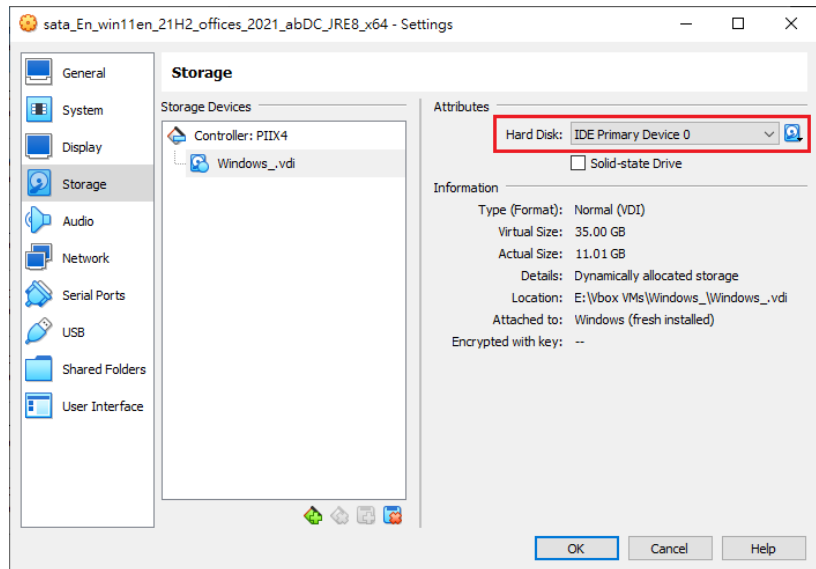 sata_En_win11en_21H2_offices_2021_abDC_JRE8_x64 - Settings
General
System
Display
Storage
Audio
Network
Serial Ports
USB
Shared Folders
User Interface
Storage
Storage Devices
Controller: PIIX4
Windows_.vdi
Attributes
Hard Disk: IDE Primary Device 0
Solid-state Drive
Information
Type (Format): Normal (VDI)
Virtual Size: 35.00 GB
Actual Size: 11.01 GB
Details: Dynamically allocated storage
Location: E:\Vbox VMs\Windows_\Windows_.vdi
Attached to: Windows (fresh installed)
Encrypted with key: --
OK Cancel Help